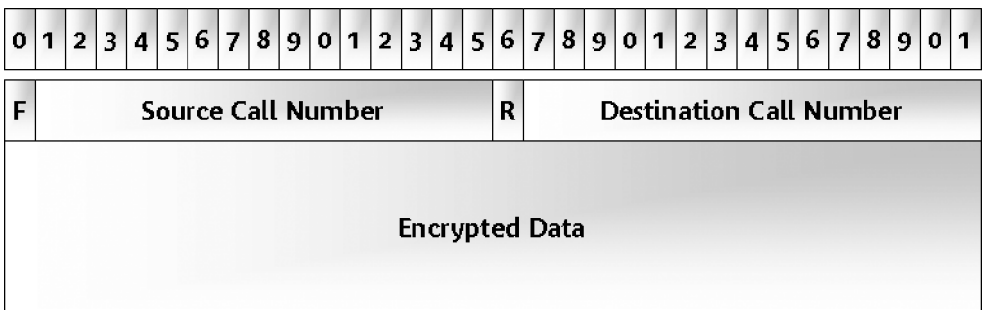 0 1 2 3 4 5 6 7 8 9 0 1 2 3 4 5 6 7 8 9 0 1 2 3 4 5 6 7 8 9 0 1
F Source Call Number R Destination Call Number
Encrypted Data